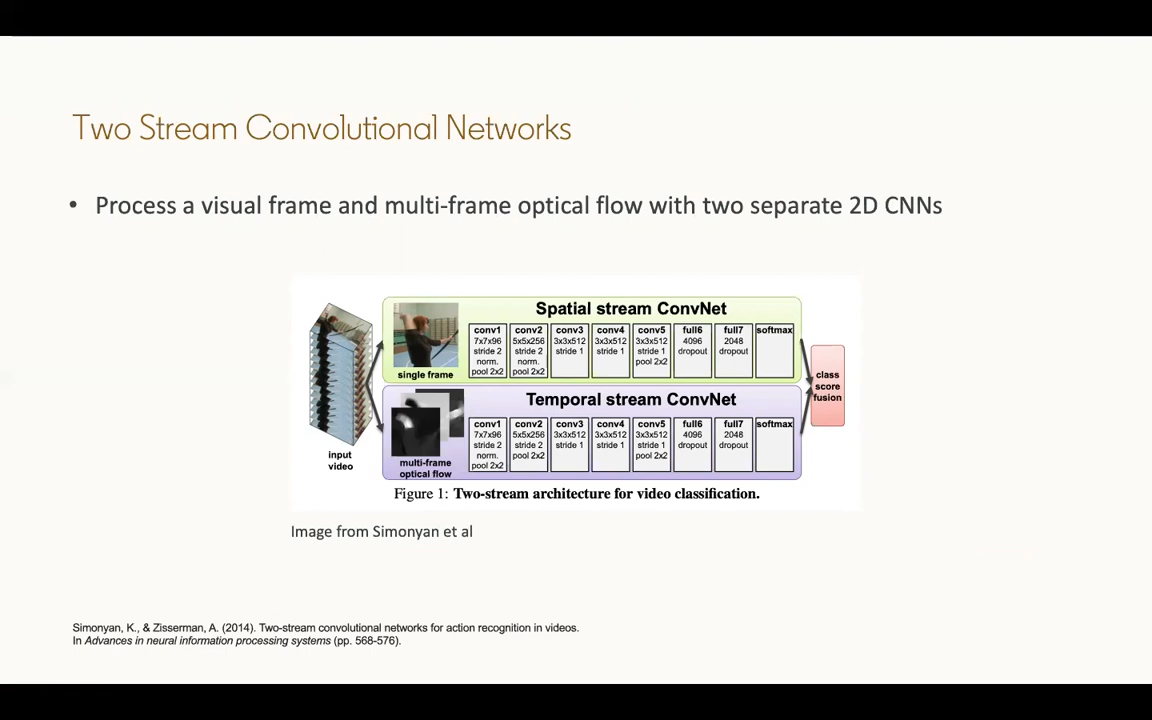 Two Stream Convolutional Networks
• Process a visual frame and multi-frame optical flow with two separate 2D CNNs
input
video
single frame
Spatial stream ConvNet
conv1
7x7x96
stride 2
norm.
pool 2x2
conv2
5x5x256
stride 2
norm.
pool 2x2
conv3
3x3x512
stride 1
conv4
3x3x512
stride 1
conv5
3x3x512
stride 1
pool 2x2
full6
4096
dropout
full7
2048
dropout
softmax
multi-frame
optical flow
Temporal stream ConvNet
conv1
7x7x96
stride 2
norm.
pool 2x2
conv2
5x5x256
stride 2
pool 2x2
conv3
3x3x512
stride 1
conv4
3x3x512
stride 1
conv5
3x3x512
stride 1
pool 2x2
full6
4096
dropout
full7
2048
dropout
softmax
class
score
fusion
Figure 1: Two-stream architecture for video classification.
Image from Simonyan et al
Simonyan, K., & Zisserman, A. (2014). Two-stream convolutional networks for action recognition in videos.
In Advances in neural information processing systems (pp. 568-576).